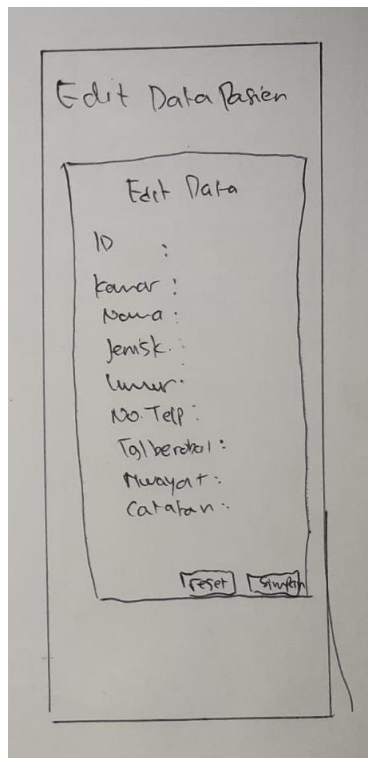 Edit Data Pasien
Edit Data
ID :
Kamar :
Nama :
Jenis K. :
Umur :
No. Telp :
Tgl berobat :
Riwayat :
Catatan :
reset Simpan